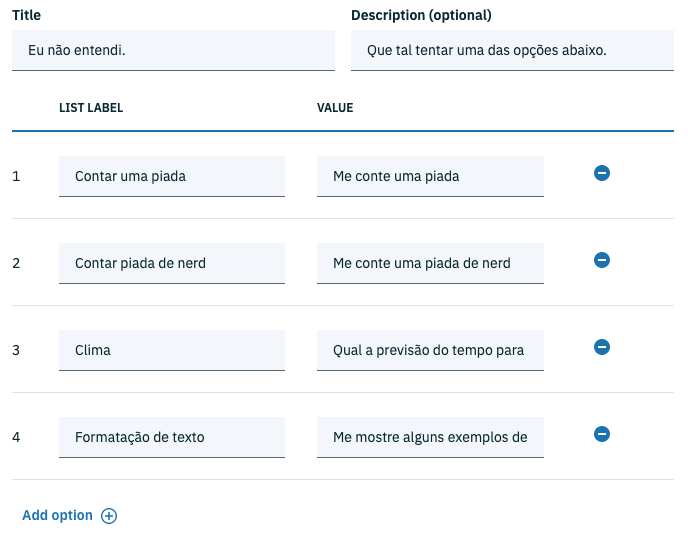 Title
Description (optional)
Eu não entendi.
Que tal tentar uma das opções abaixo.
LIST LABEL
VALUE
1
Contar uma piada
Me conte uma piada
2
Contar piada de nerd
Me conte uma piada de nerd
3
Clima
Qual a previsão do tempo para
4
Formatação de texto
Me mostre alguns exemplos de
Add option